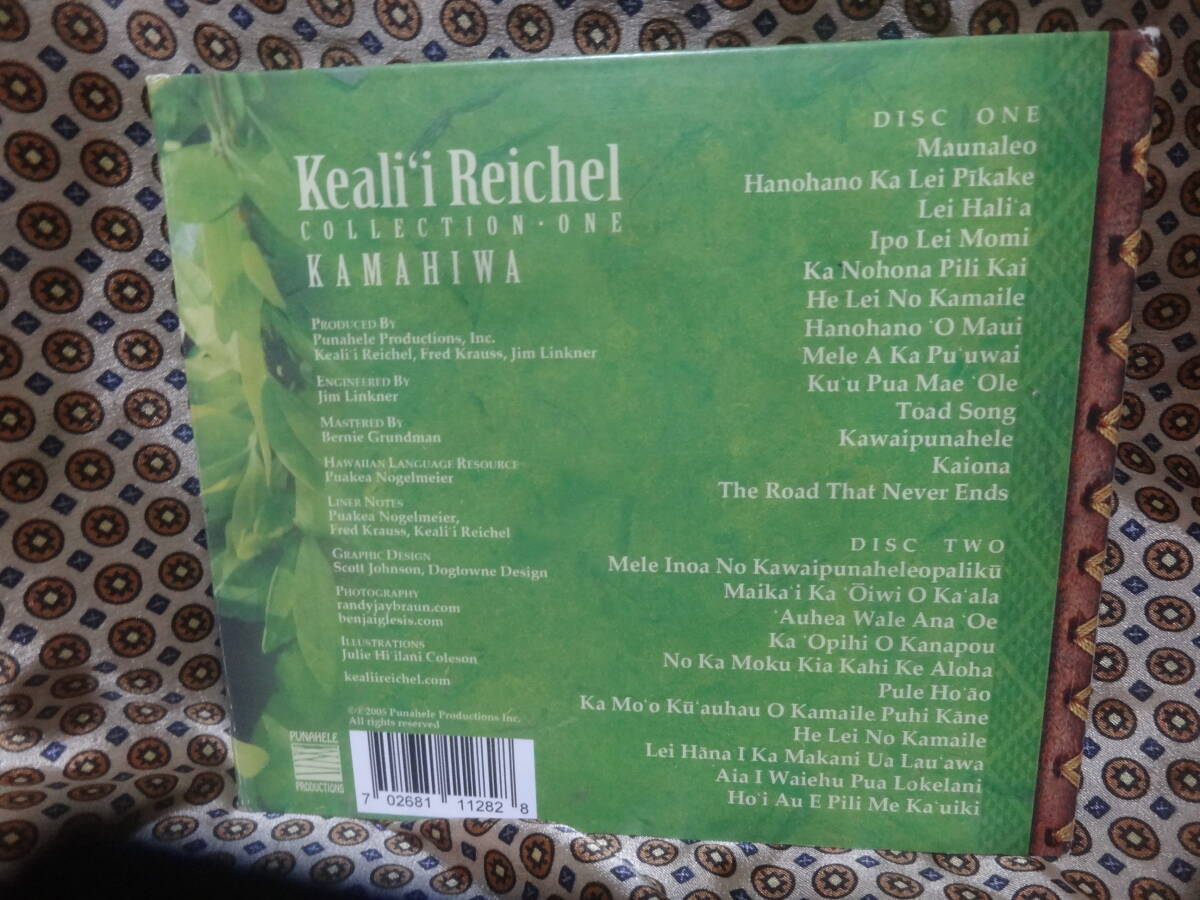 Keali‘i Reichel
COLLECTION · ONE
KAMAHIWA
PRODUCED BY
Punahele Productions, Inc.
Keali‘i Reichel, Fred Krauss, Jim Linkner
ENGINEERED BY
Jim Linkner
MASTERED BY
Bernie Grundman
HAWAIIAN LANGUAGE RESOURCE
Puakea Nogelmeier
LINER NOTES
Puakea Nogelmeier,
Fred Krauss, Keali‘i Reichel
GRAPHIC DESIGN
Scott Johnson, Dogtowne Design
PHOTOGRAPHY
randyjaybraun.com
benjaiglesis.com
ILLUSTRATIONS
Julie Hi‘ilani Coleson
kealiireichel.com
©℗2005 Punahele Productions Inc.
All rights reserved
PUNAHELE
PRODUCTIONS
7 02681 11282 8
DISC ONE
Maunaleo
Hanohano Ka Lei Pīkake
Lei Hali‘a
Ipo Lei Momi
Ka Nohona Pili Kai
He Lei No Kamaile
Hanohano ‘O Maui
Mele A Ka Pu‘uwai
Ku‘u Pua Mae ‘Ole
Toad Song
Kawaipunahele
Kaiona
The Road That Never Ends
DISC TWO
Mele Inoa No Kawaipunaheleopalikū
Maika‘i Ka ‘Ōiwi O Ka‘ala
‘Auhea Wale Ana ‘Oe
Ka ‘Opihi O Kanapou
No Ka Moku Kia Kahi Ke Aloha
Pule Ho‘āo
Ka Mo‘o Kū‘auhau O Kamaile Puhi Kāne
He Lei No Kamaile
Lei Hāna I Ka Makani Ua Lau‘awa
Aia I Waiehu Pua Lokelani
Ho‘i Au E Pili Me Ka‘uiki